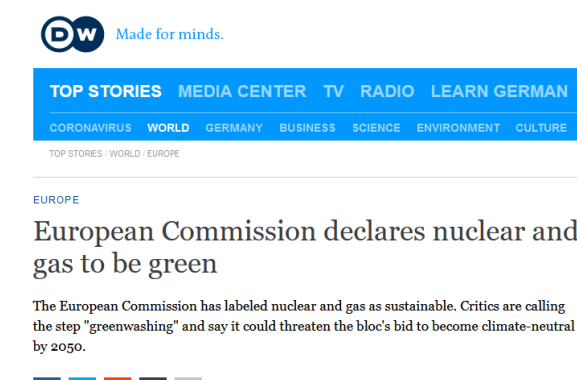 DW Made for minds.
TOP STORIES MEDIA CENTER TV RADIO LEARN GERMAN
CORONAVIRUS WORLD GERMANY BUSINESS SCIENCE ENVIRONMENT CULTURE
TOP STORIES / WORLD / EUROPE
EUROPE
European Commission declares nuclear and
gas to be green
The European Commission has labeled nuclear and gas as sustainable. Critics are calling
the step "greenwashing" and say it could threaten the bloc's bid to become climate-neutral
by 2050.